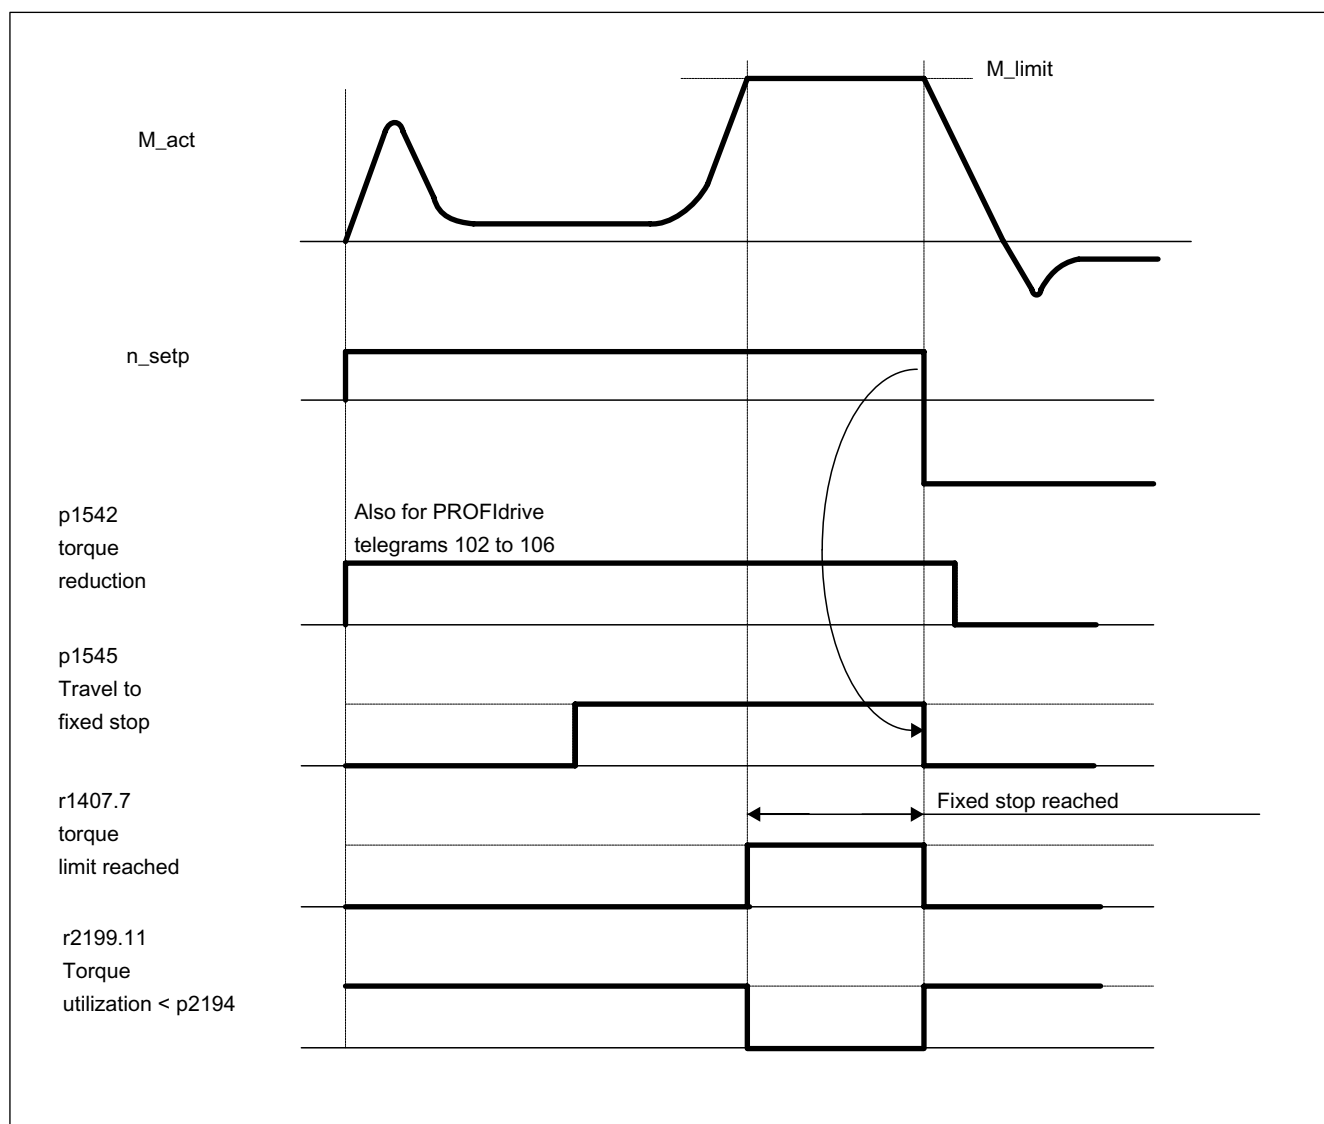 M_limit
M_act
n_setp
p1542
torque
reduction
Also for PROFIdrive
telegrams 102 to 106
p1545
Travel to
fixed stop
r1407.7
torque
limit reached
Fixed stop reached
r2199.11
Torque
utilization < p2194